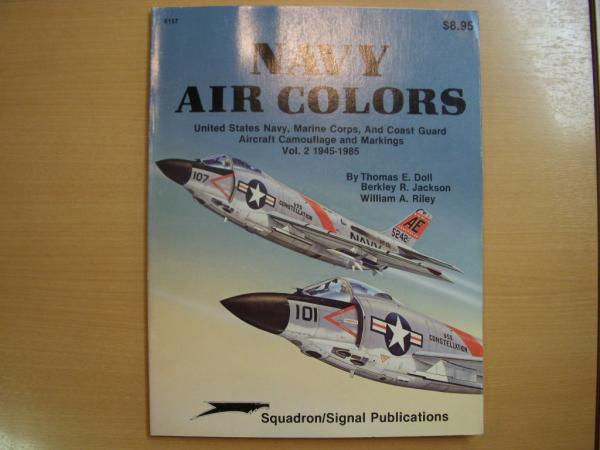 6157
$8.95
NAVY
AIR COLORS
United States Navy, Marine Corps, And Coast Guard
Aircraft Camouflage and Markings
Vol. 2 1945-1985
By Thomas E. Doll
Berkley R. Jackson
William A. Riley
107
USS
CONSTELLATION
NAVY
AE
5242
101
USS
CONSTELLATION
Squadron/Signal Publications